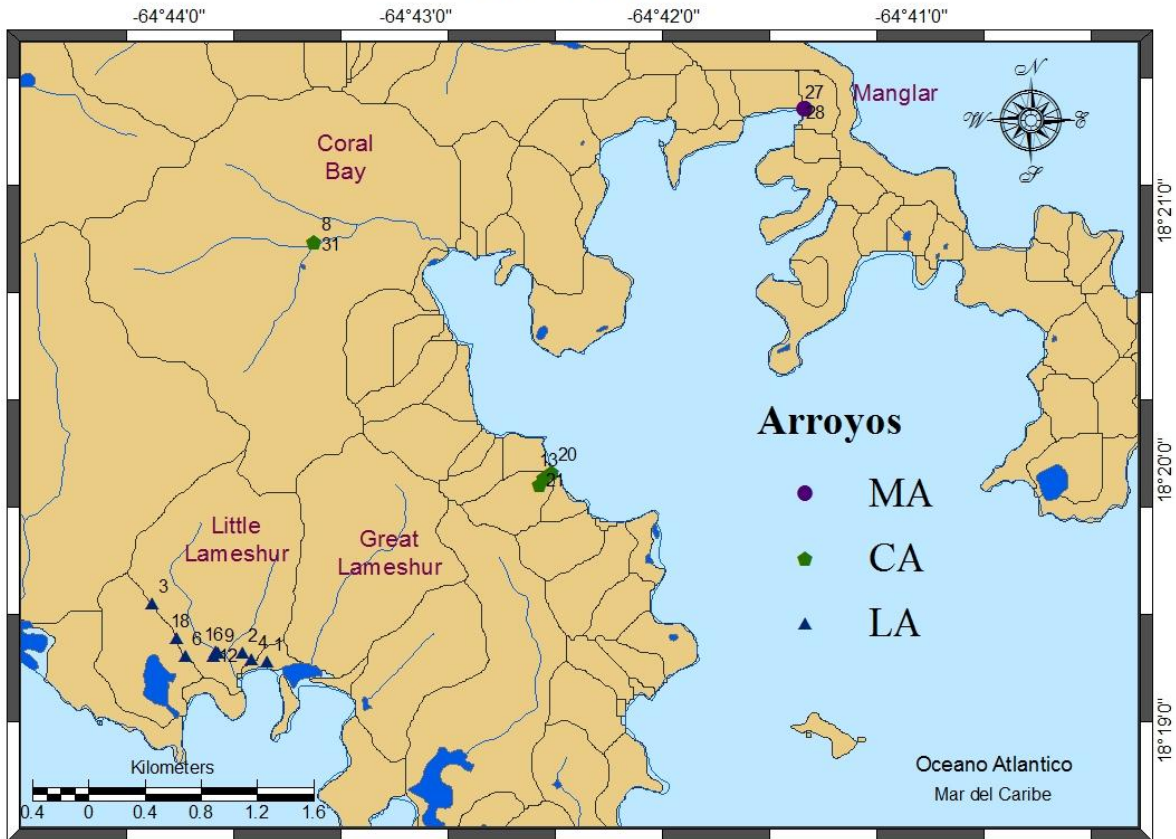 -64°44'0" -64°43'0" -64°42'0" -64°41'0"
N
W E
S
Manglar
27
28
18°21'0"
Coral
Bay
8
31
Arroyos
MA
CA
LA
13 20
21
18°20'0"
Little
Lameshur
Great
Lameshur
3
18
6 16 9 2 4 1
12
18°19'0"
Kilometers
0.4 0 0.4 0.8 1.2 1.6
Oceano Atlantico
Mar del Caribe